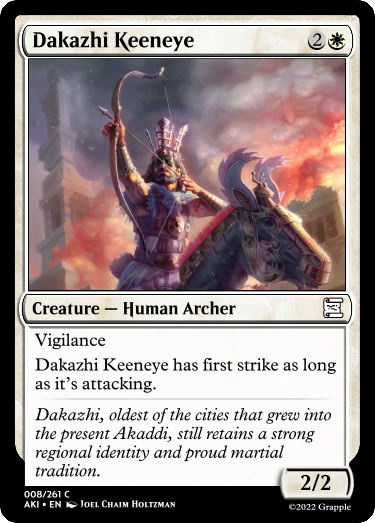 Dakazhi Keeneye 2
Creature — Human Archer
Vigilance
Dakazhi Keeneye has first strike as long
as it's attacking.
Dakazhi, oldest of the cities that grew into
the present Akaddi, still retains a strong
regional identity and proud martial
tradition.
2/2
008/261 C
AKI • EN Joel Chaim Holtzman
©2022 Grapple